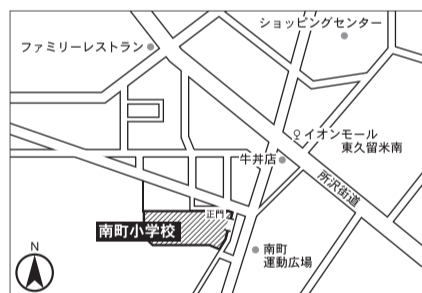 ショッピングセンター
ファミリーレストラン
イオンモール
東久留米南
牛丼店
所沢街道
正門
南町小学校
南町
運動広場
N